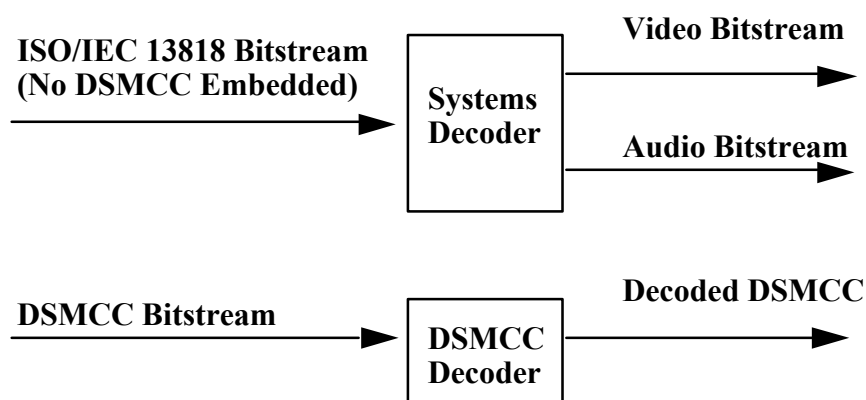 ISO/IEC 13818 Bitstream
(No DSMCC Embedded)
Systems
Decoder
Video Bitstream
Audio Bitstream
DSMCC Bitstream
DSMCC
Decoder
Decoded DSMCC